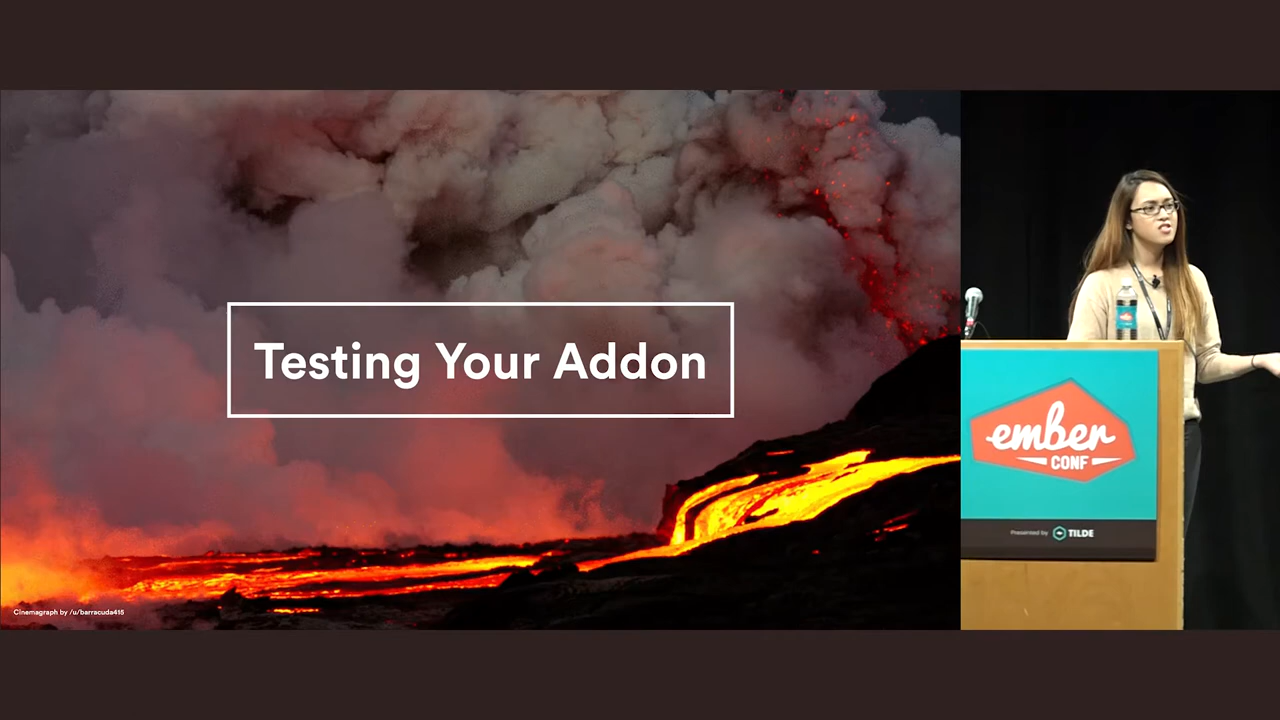 Testing Your Addon
Cinemagraph by /u/barracuda415
ember
CONF
Presented by TILDE